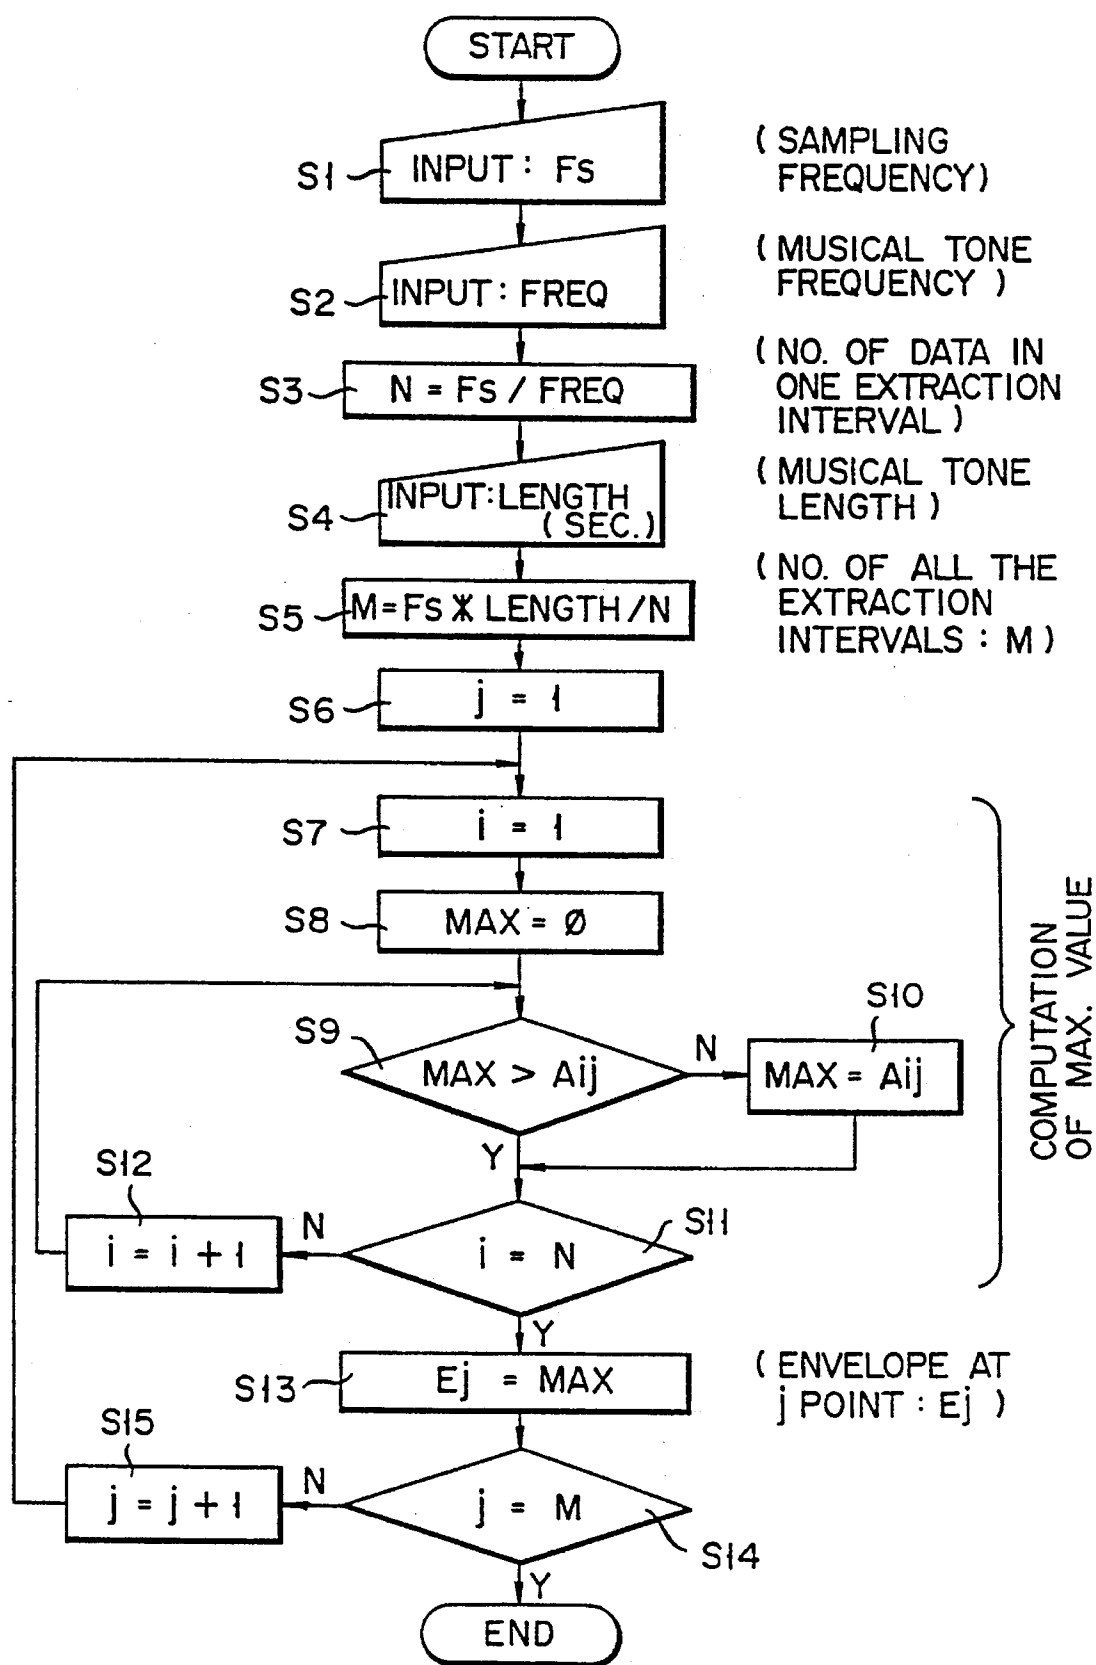 START
S1
INPUT : Fs
( SAMPLING
FREQUENCY)
S2
INPUT : FREQ
( MUSICAL TONE
FREQUENCY )
S3
N = Fs / FREQ
( NO. OF DATA IN
ONE EXTRACTION
INTERVAL )
S4
INPUT:LENGTH
( SEC.)
( MUSICAL TONE
LENGTH )
S5
M=Fs * LENGTH/N
( NO. OF ALL THE
EXTRACTION
INTERVALS : M )
S6
j = 1
S7
i = 1
S8
MAX = Ø
S9
MAX > Aij
N
S10
MAX = Aij
Y
COMPUTATION
OF MAX. VALUE
S12
i = i + 1
N
i = N
S11
Y
S13
Ej = MAX
( ENVELOPE AT
j POINT : Ej )
S15
j = j + 1
N
j = M
S14
Y
END